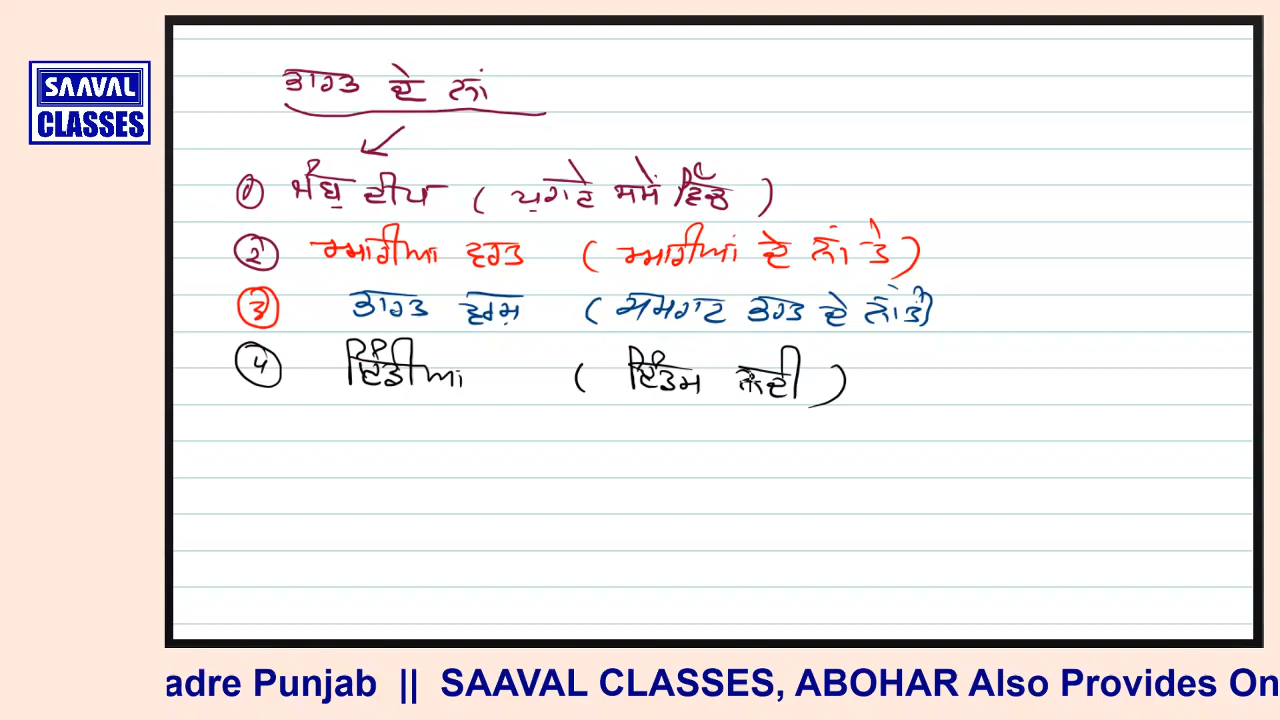 SAAVAL
CLASSES
ਭਾਰਤ ਦੇ ਨਾਂ
① ਜੰਬੂ ਦੀਪ ( ਪੁਰਾਣੇ ਸਮੇਂ ਵਿੱਚ )
② ਆਰੀਆ ਵਰਤ ( ਆਰੀਆਂ ਦੇ ਨਾਂ ਤੇ )
③ ਭਾਰਤ ਵਰਸ਼ ( ਸਮਰਾਟ ਭਰਤ ਦੇ ਨਾਂ ਤੇ )
④ ਇੰਡੀਆਂ ( ਇੰਡਸ ਨਦੀ )
adre Punjab || SAAVAL CLASSES, ABOHAR Also Provides On